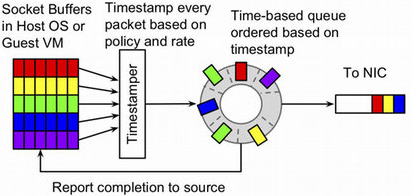 Socket Buffers
in Host OS or
Guest VM
Timestamp every
packet based on
policy and rate
Time-based queue
ordered based on
timestamp
To NIC
Timestamper
Report completion to source